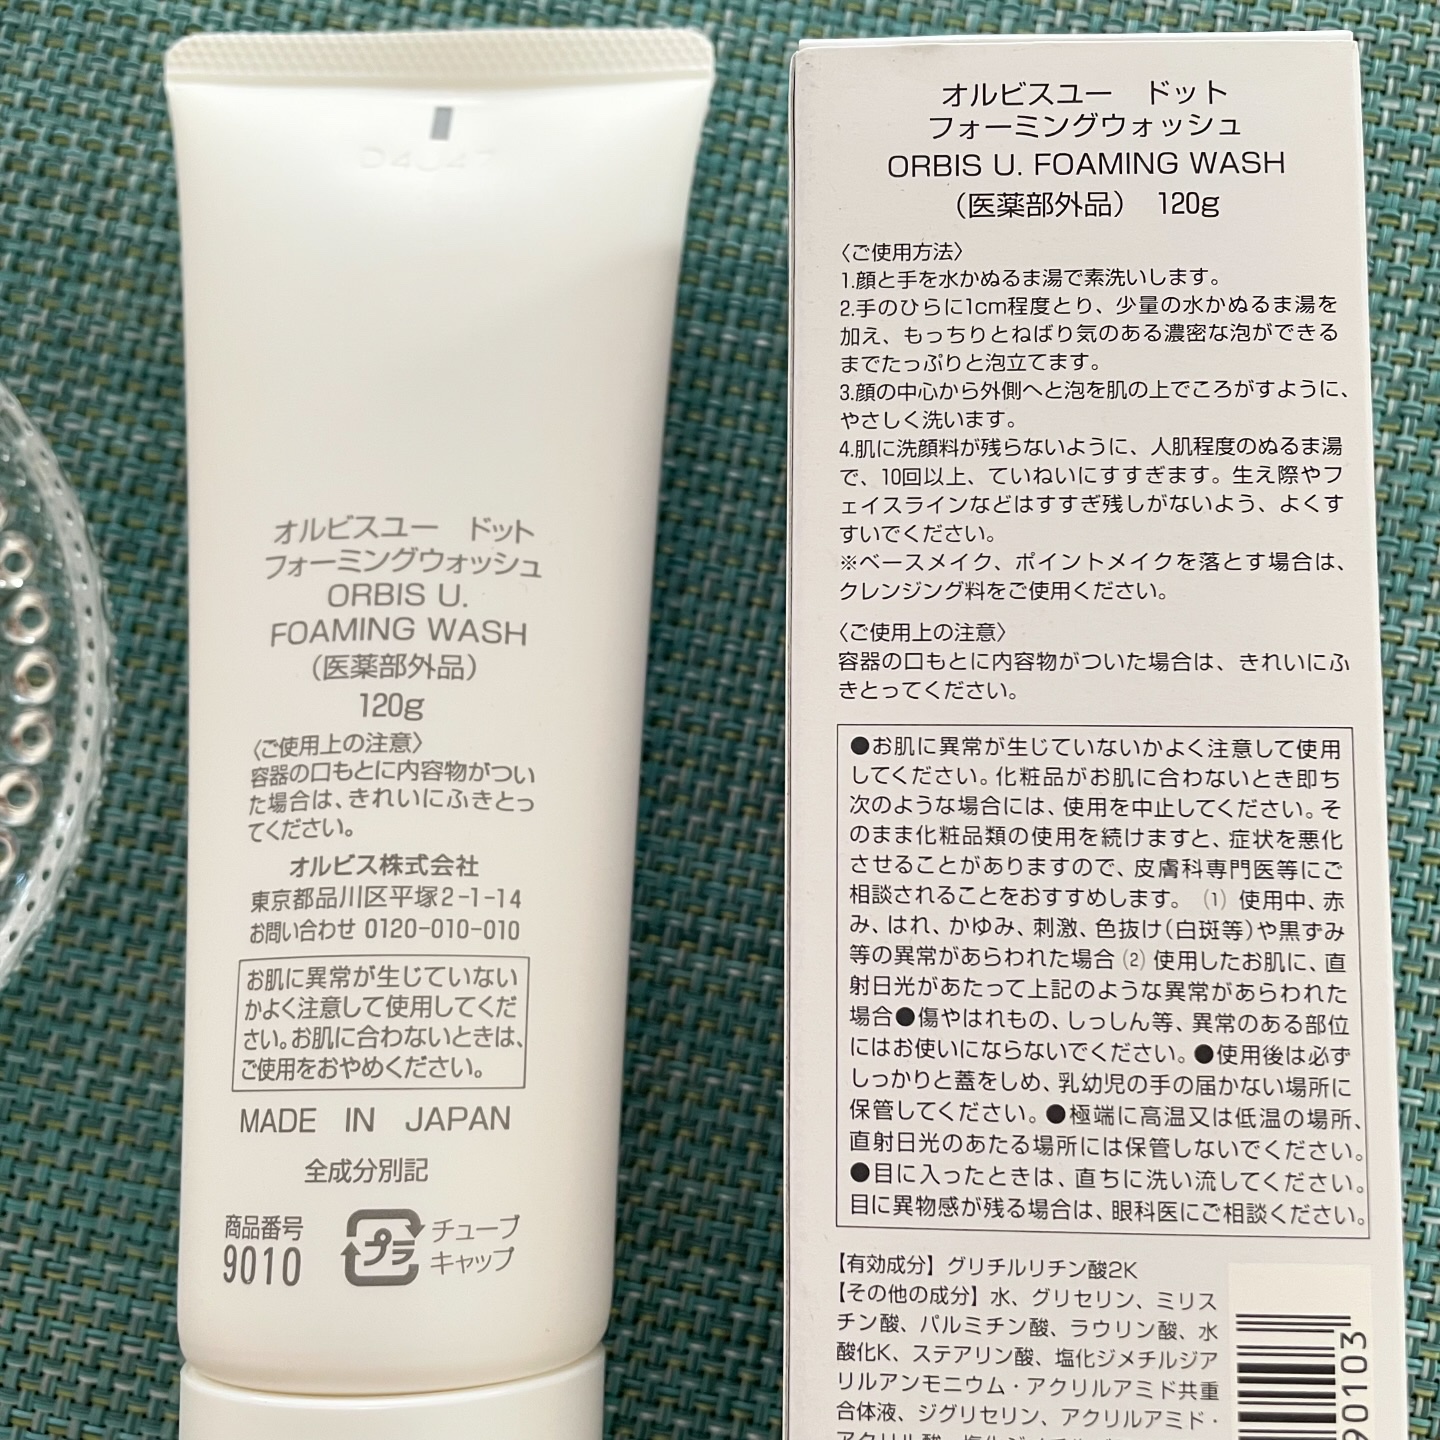 オルビスユー　ドット
フォーミングウォッシュ
ORBIS U.
FOAMING WASH
（医薬部外品）
120g
〈ご使用上の注意〉
容器の口もとに内容物がつい
た場合は、きれいにふきとっ
てください。
オルビス株式会社
東京都品川区平塚2-1-14
お問い合わせ 0120-010-010
お肌に異常が生じていない
かよく注意して使用してくだ
さい。お肌に合わないときは、
ご使用をおやめください。
MADE IN JAPAN
全成分別記
商品番号
9010
プラ
チューブ
キャップ
オルビスユー　ドット
フォーミングウォッシュ
ORBIS U. FOAMING WASH
（医薬部外品）　120g
〈ご使用方法〉
1.顔と手を水かぬるま湯で素洗いします。
2.手のひらに1cm程度とり、少量の水かぬるま湯を
加え、もっちりとねばり気のある濃密な泡ができる
までたっぷりと泡立てます。
3.顔の中心から外側へと泡を肌の上でころがすように、
やさしく洗います。
4.肌に洗顔料が残らないように、人肌程度のぬるま湯
で、10回以上、ていねいにすすぎます。生え際やフ
ェイスラインなどはすすぎ残しがないよう、よくす
すいでください。
※ベースメイク、ポイントメイクを落とす場合は、
クレンジング料をご使用ください。
〈ご使用上の注意〉
容器の口もとに内容物がついた場合は、きれいにふ
きとってください。
●お肌に異常が生じていないかよく注意して使用
してください。化粧品がお肌に合わないとき即ち
次のような場合には、使用を中止してください。そ
のまま化粧品類の使用を続けますと、症状を悪化
させることがありますので、皮膚科専門医等にご
相談されることをおすすめします。 (1) 使用中、赤
み、はれ、かゆみ、刺激、色抜け（白斑等）や黒ずみ
等の異常があらわれた場合 (2) 使用したお肌に、直
射日光があたって上記のような異常があらわれた
場合●傷やはれもの、しっしん等、異常のある部位
にはお使いにならないでください。●使用後は必ず
しっかりと蓋をしめ、乳幼児の手の届かない場所に
保管してください。●極端に高温又は低温の場所、
直射日光のあたる場所には保管しないでください。
●目に入ったときは、直ちに洗い流してください。
目に異物感が残る場合は、眼科医にご相談ください。
【有効成分】グリチルリチン酸2K
【その他の成分】水、グリセリン、ミリス
チン酸、パルミチン酸、ラウリン酸、水
酸化K、ステアリン酸、塩化ジメチルジア
リルアンモニウム・アクリルアミド共重
合体液、ジグリセリン、アクリルアミド・
90103